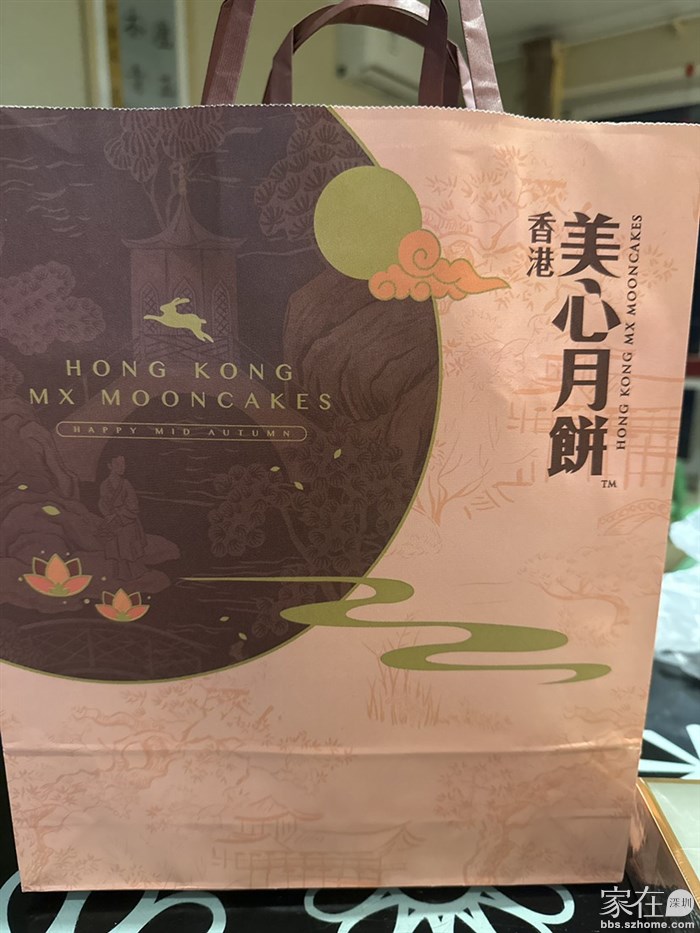 HONG KONG
MX MOONCAKES
HAPPY MID AUTUMN
香港
美心月餅
TM
HONG KONG MX MOONCAKES
家在深圳
bbs.szhome.com